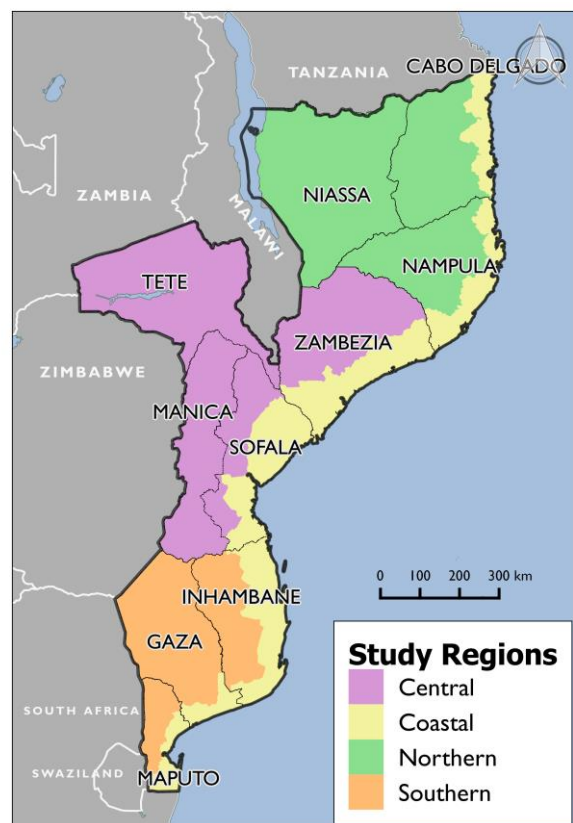 TANZANIA
CABO DELGADO
ZAMBIA
NIASSA
MALAWI
TETE
NAMPULA
ZAMBEZIA
ZIMBABWE
MANICA
SOFALA
0 100 200 300 km
INHAMBANE
GAZA
SOUTH AFRICA
SWAZILAND
MAPUTO
Study Regions
Central
Coastal
Northern
Southern